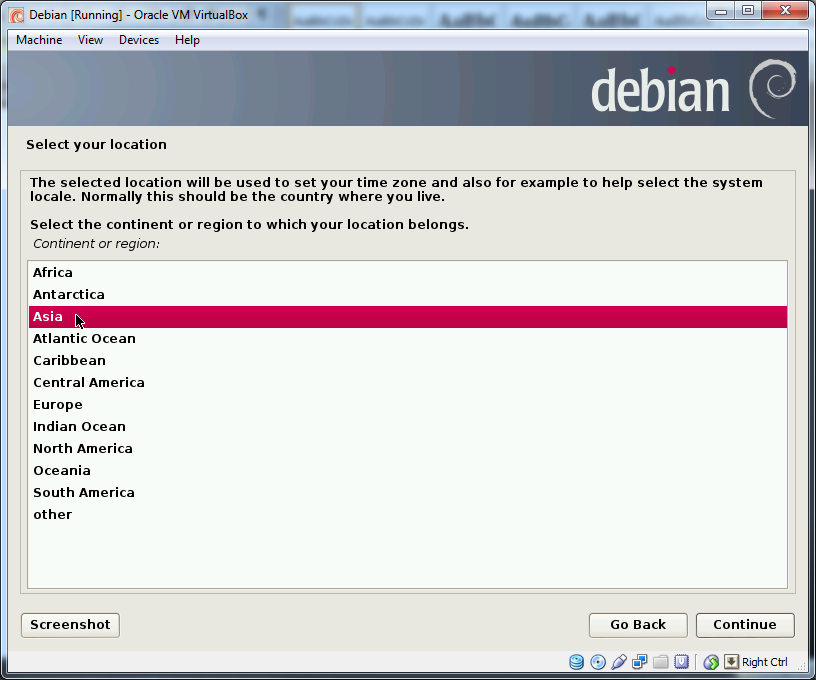 Debian [Running] - Oracle VM VirtualBox
Machine View Devices Help
debian
Select your location
The selected location will be used to set your time zone and also for example to help select the system
locale. Normally this should be the country where you live.
Select the continent or region to which your location belongs.
Continent or region:
Africa
Antarctica
Asia
Atlantic Ocean
Caribbean
Central America
Europe
Indian Ocean
North America
Oceania
South America
other
Screenshot Go Back Continue
Right Ctrl